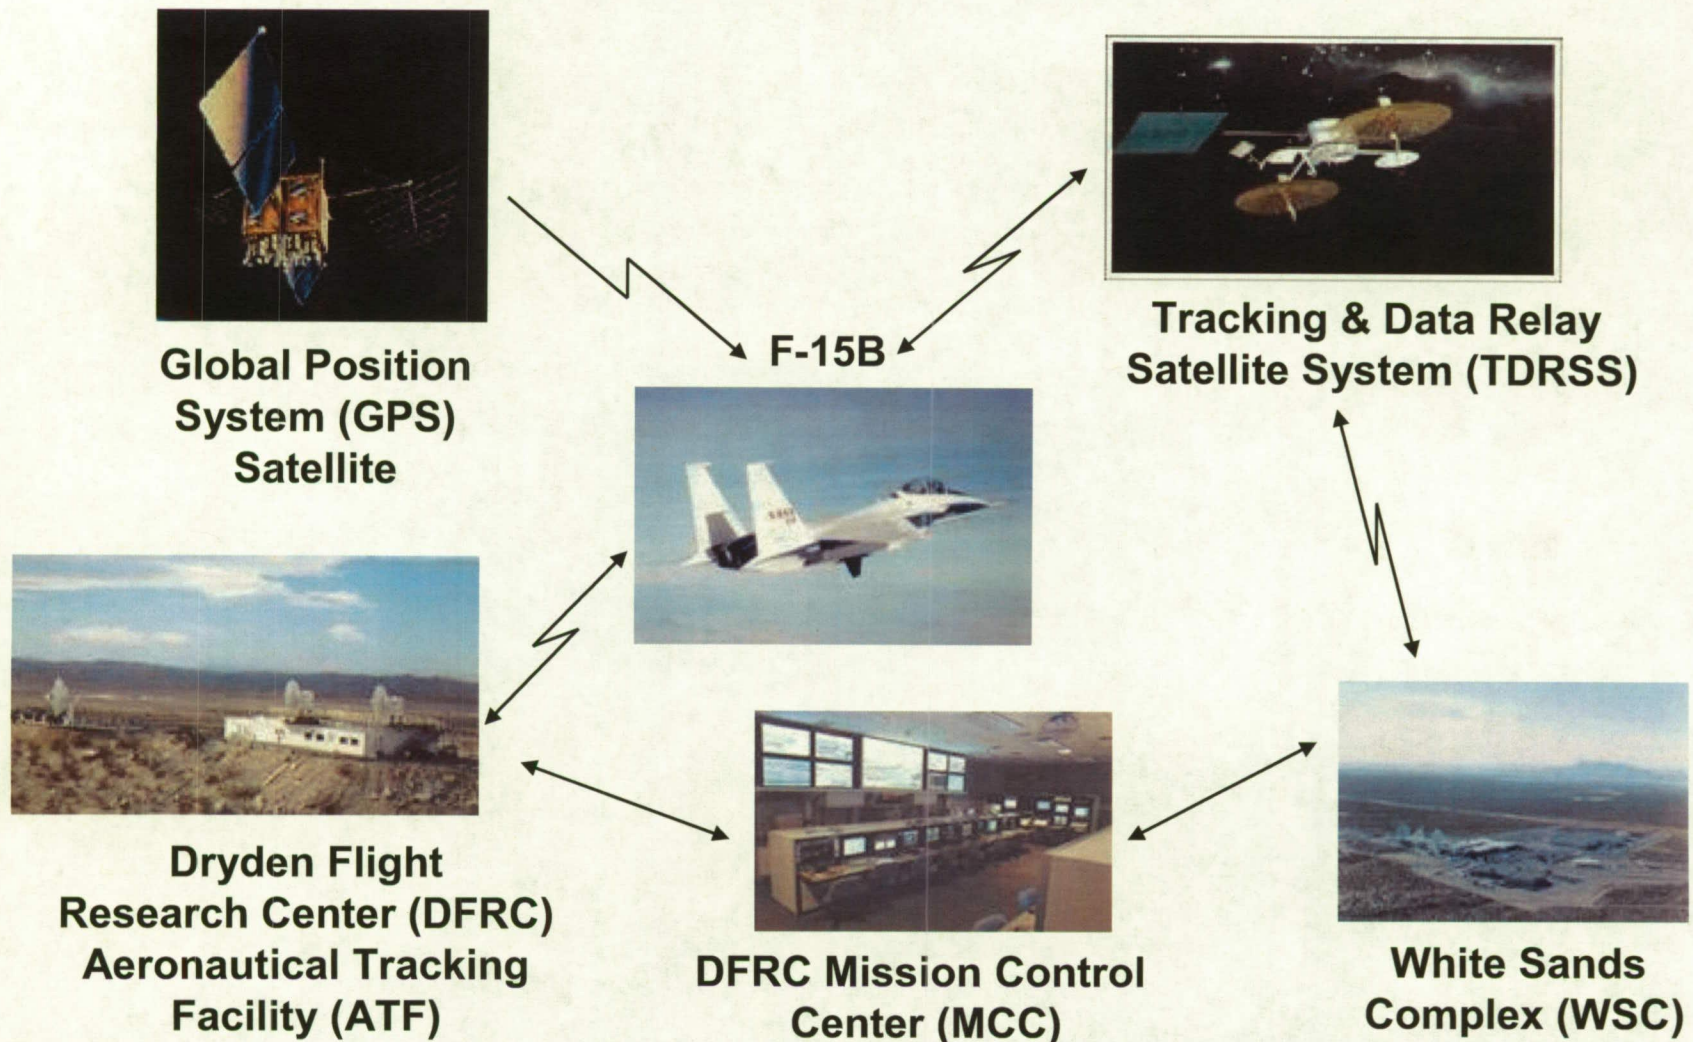 Global Position
System (GPS)
Satellite
F-15B
Tracking & Data Relay
Satellite System (TDRSS)
Dryden Flight
Research Center (DFRC)
Aeronautical Tracking
Facility (ATF)
DFRC Mission Control
Center (MCC)
White Sands
Complex (WSC)